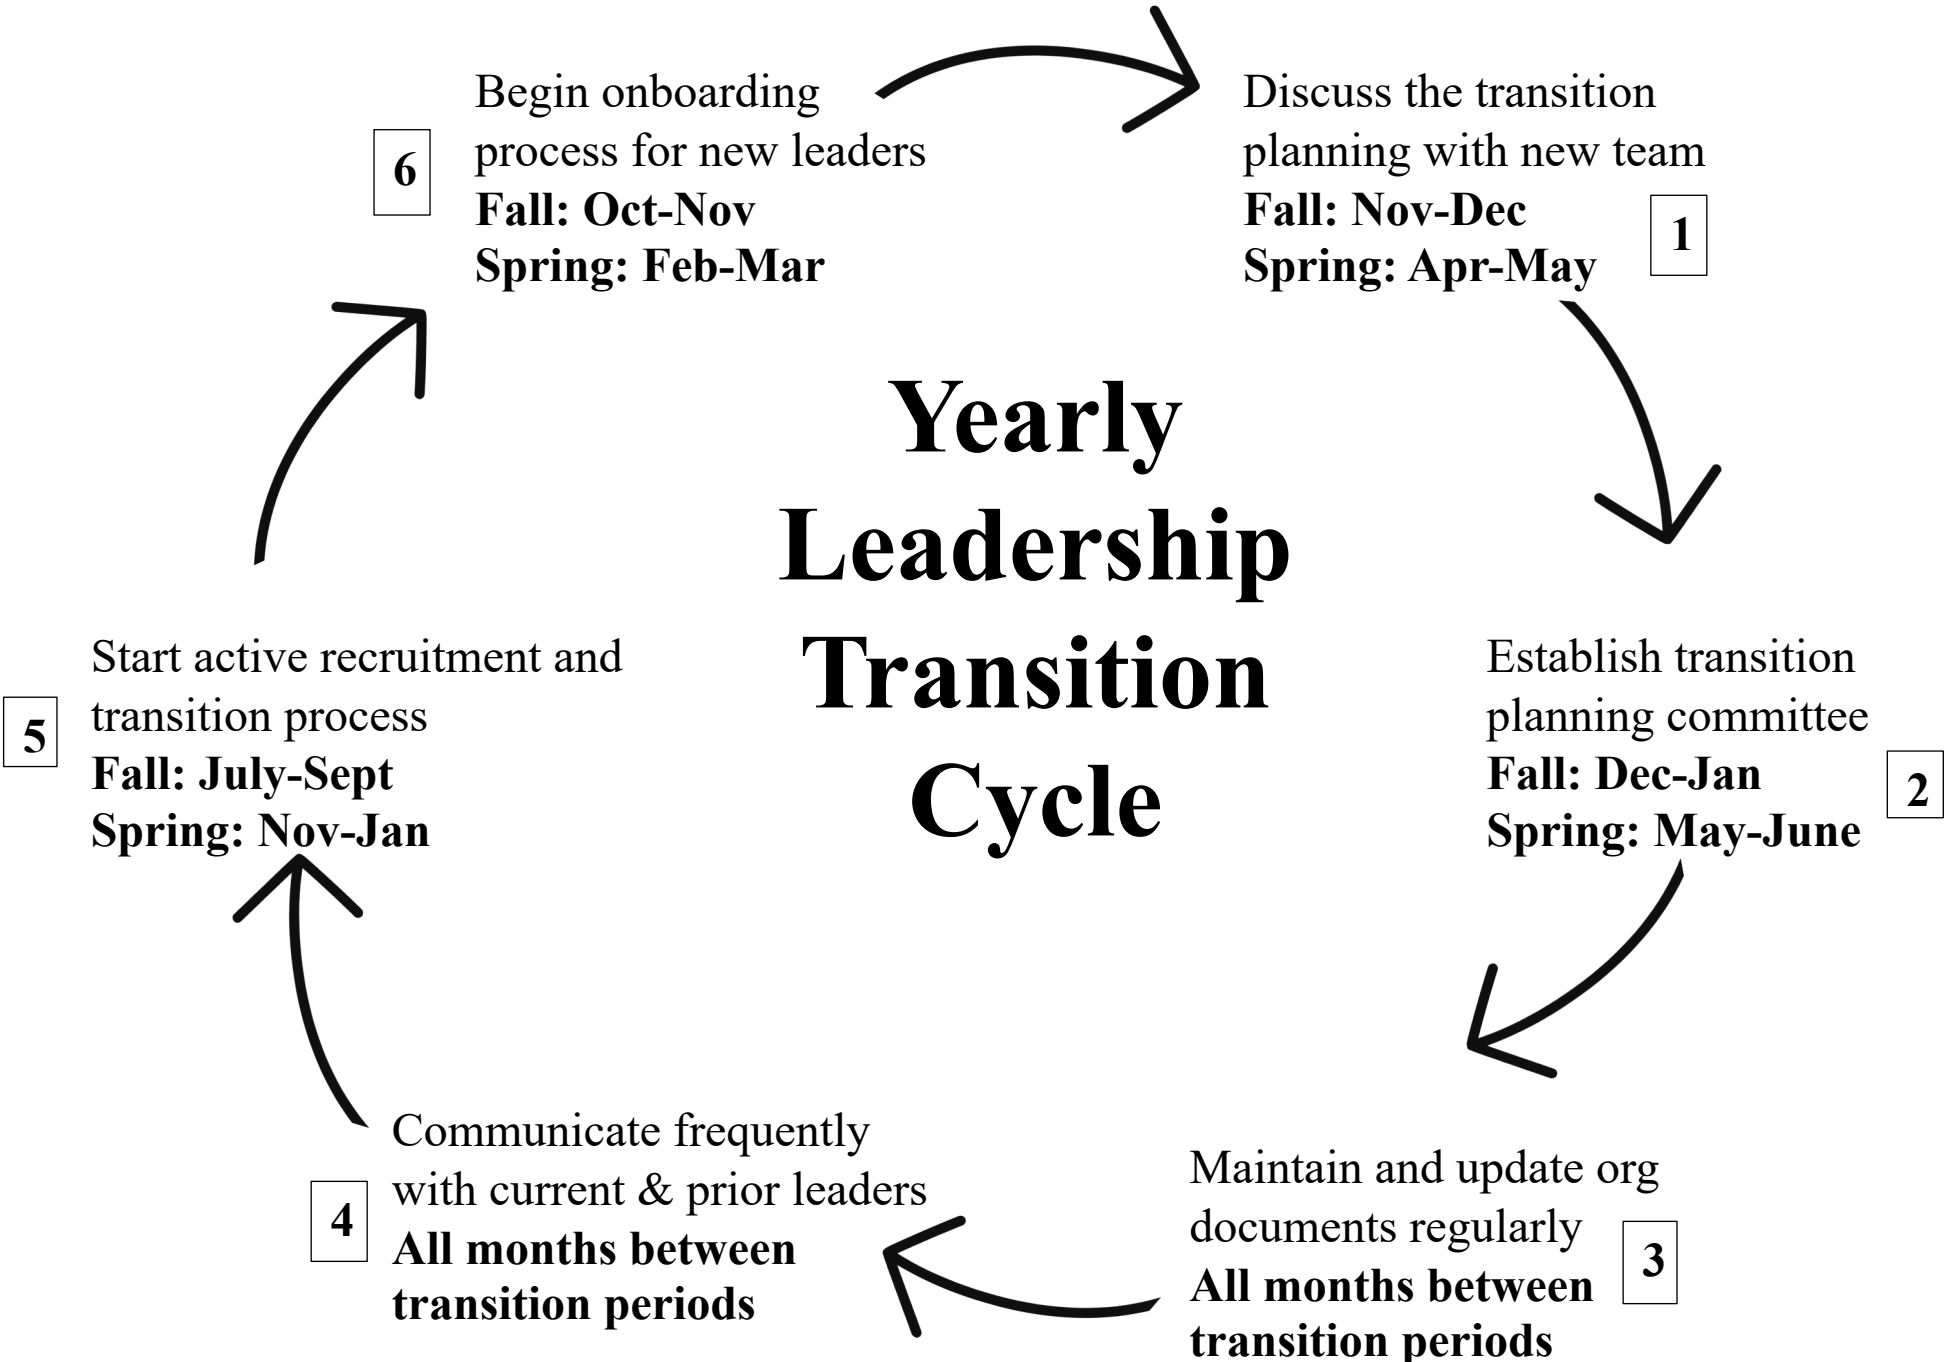 Yearly
Leadership
Transition
Cycle
Discuss the transition
planning with new team
Fall: Nov-Dec
Spring: Apr-May
1
Establish transition
planning committee
Fall: Dec-Jan
Spring: May-June
2
Maintain and update org
documents regularly
All months between
transition periods
3
Communicate frequently
with current & prior leaders
All months between
transition periods
4
Start active recruitment and
transition process
Fall: July-Sept
Spring: Nov-Jan
5
Begin onboarding
process for new leaders
Fall: Oct-Nov
Spring: Feb-Mar
6